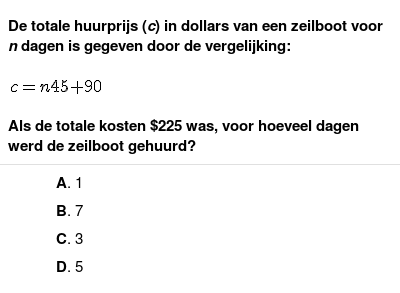 De totale huurprijs (c) in dollars van een zeilboot voor
n dagen is gegeven door de vergelijking:
c = n45+90
Als de totale kosten $225 was, voor hoeveel dagen
werd de zeilboot gehuurd?
A. 1
B. 7
C. 3
D. 5